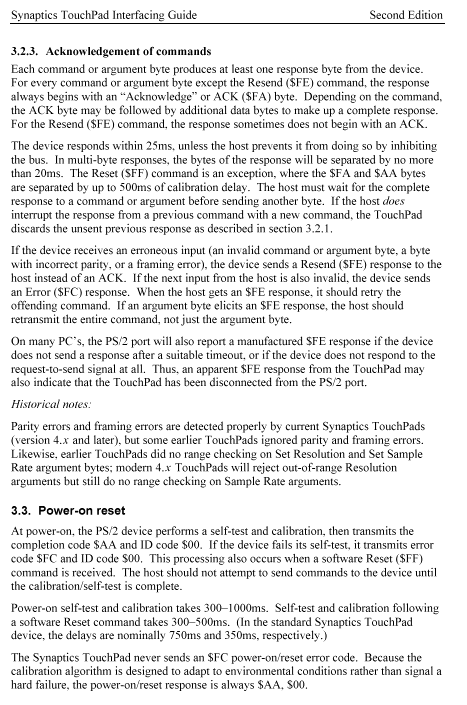 Synaptics TouchPad Interfacing Guide Second Edition
3.2.3. Acknowledgement of commands
Each command or argument byte produces at least one response byte from the device.
For every command or argument byte except the Resend ($FE) command, the response
always begins with an “Acknowledge” or ACK ($FA) byte. Depending on the command,
the ACK byte may be followed by additional data bytes to make up a complete response.
For the Resend ($FE) command, the response sometimes does not begin with an ACK.
The device responds within 25ms, unless the host prevents it from doing so by inhibiting
the bus. In multi-byte responses, the bytes of the response will be separated by no more
than 20ms. The Reset ($FF) command is an exception, where the $FA and $AA bytes
are separated by up to 500ms of calibration delay. The host must wait for the complete
response to a command or argument before sending another byte. If the host does
interrupt the response from a previous command with a new command, the TouchPad
discards the unsent previous response as described in section 3.2.1.
If the device receives an erroneous input (an invalid command or argument byte, a byte
with incorrect parity, or a framing error), the device sends a Resend ($FE) response to the
host instead of an ACK. If the next input from the host is also invalid, the device sends
an Error ($FC) response. When the host gets an $FE response, it should retry the
offending command. If an argument byte elicits an $FE response, the host should
retransmit the entire command, not just the argument byte.
On many PC’s, the PS/2 port will also report a manufactured $FE response if the device
does not send a response after a suitable timeout, or if the device does not respond to the
request-to-send signal at all. Thus, an apparent $FE response from the TouchPad may
also indicate that the TouchPad has been disconnected from the PS/2 port.
Historical notes:
Parity errors and framing errors are detected properly by current Synaptics TouchPads
(version 4.x and later), but some earlier TouchPads ignored parity and framing errors.
Likewise, earlier TouchPads did no range checking on Set Resolution and Set Sample
Rate argument bytes; modern 4.x TouchPads will reject out-of-range Resolution
arguments but still do no range checking on Sample Rate arguments.
3.3. Power-on reset
At power-on, the PS/2 device performs a self-test and calibration, then transmits the
completion code $AA and ID code $00. If the device fails its self-test, it transmits error
code $FC and ID code $00. This processing also occurs when a software Reset ($FF)
command is received. The host should not attempt to send commands to the device until
the calibration/self-test is complete.
Power-on self-test and calibration takes 300–1000ms. Self-test and calibration following
a software Reset command takes 300–500ms. (In the standard Synaptics TouchPad
device, the delays are nominally 750ms and 350ms, respectively.)
The Synaptics TouchPad never sends an $FC power-on/reset error code. Because the
calibration algorithm is designed to adapt to environmental conditions rather than signal a
hard failure, the power-on/reset response is always $AA, $00.